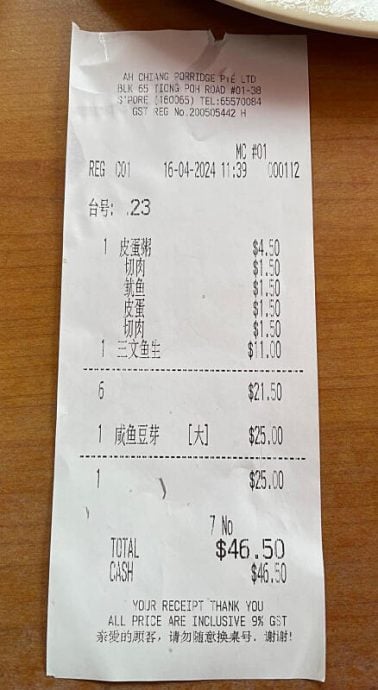 AH CHIANG PORRIDGE PTE LTD
BLK 65 TIONG POH ROAD #01-38
S'PORE (160065) TEL:65570084
GST REG No.200505442 H
MC #01
REG C01 16-04-2024 11:39 000112
台号: .23
1 皮蛋粥 $4.50
切肉 $1.50
鱿鱼 $1.50
皮蛋 $1.50
切肉 $1.50
1 三文鱼生 $11.00
6 $21.50
1 咸鱼豆芽 [大] $25.00
1 $25.00
7 No
TOTAL $46.50
CASH $46.50
YOUR RECEIPT THANK YOU
ALL PRICE ARE INCLUSIVE 9% GST
亲爱的顾客, 请勿随意换桌号. 谢谢!